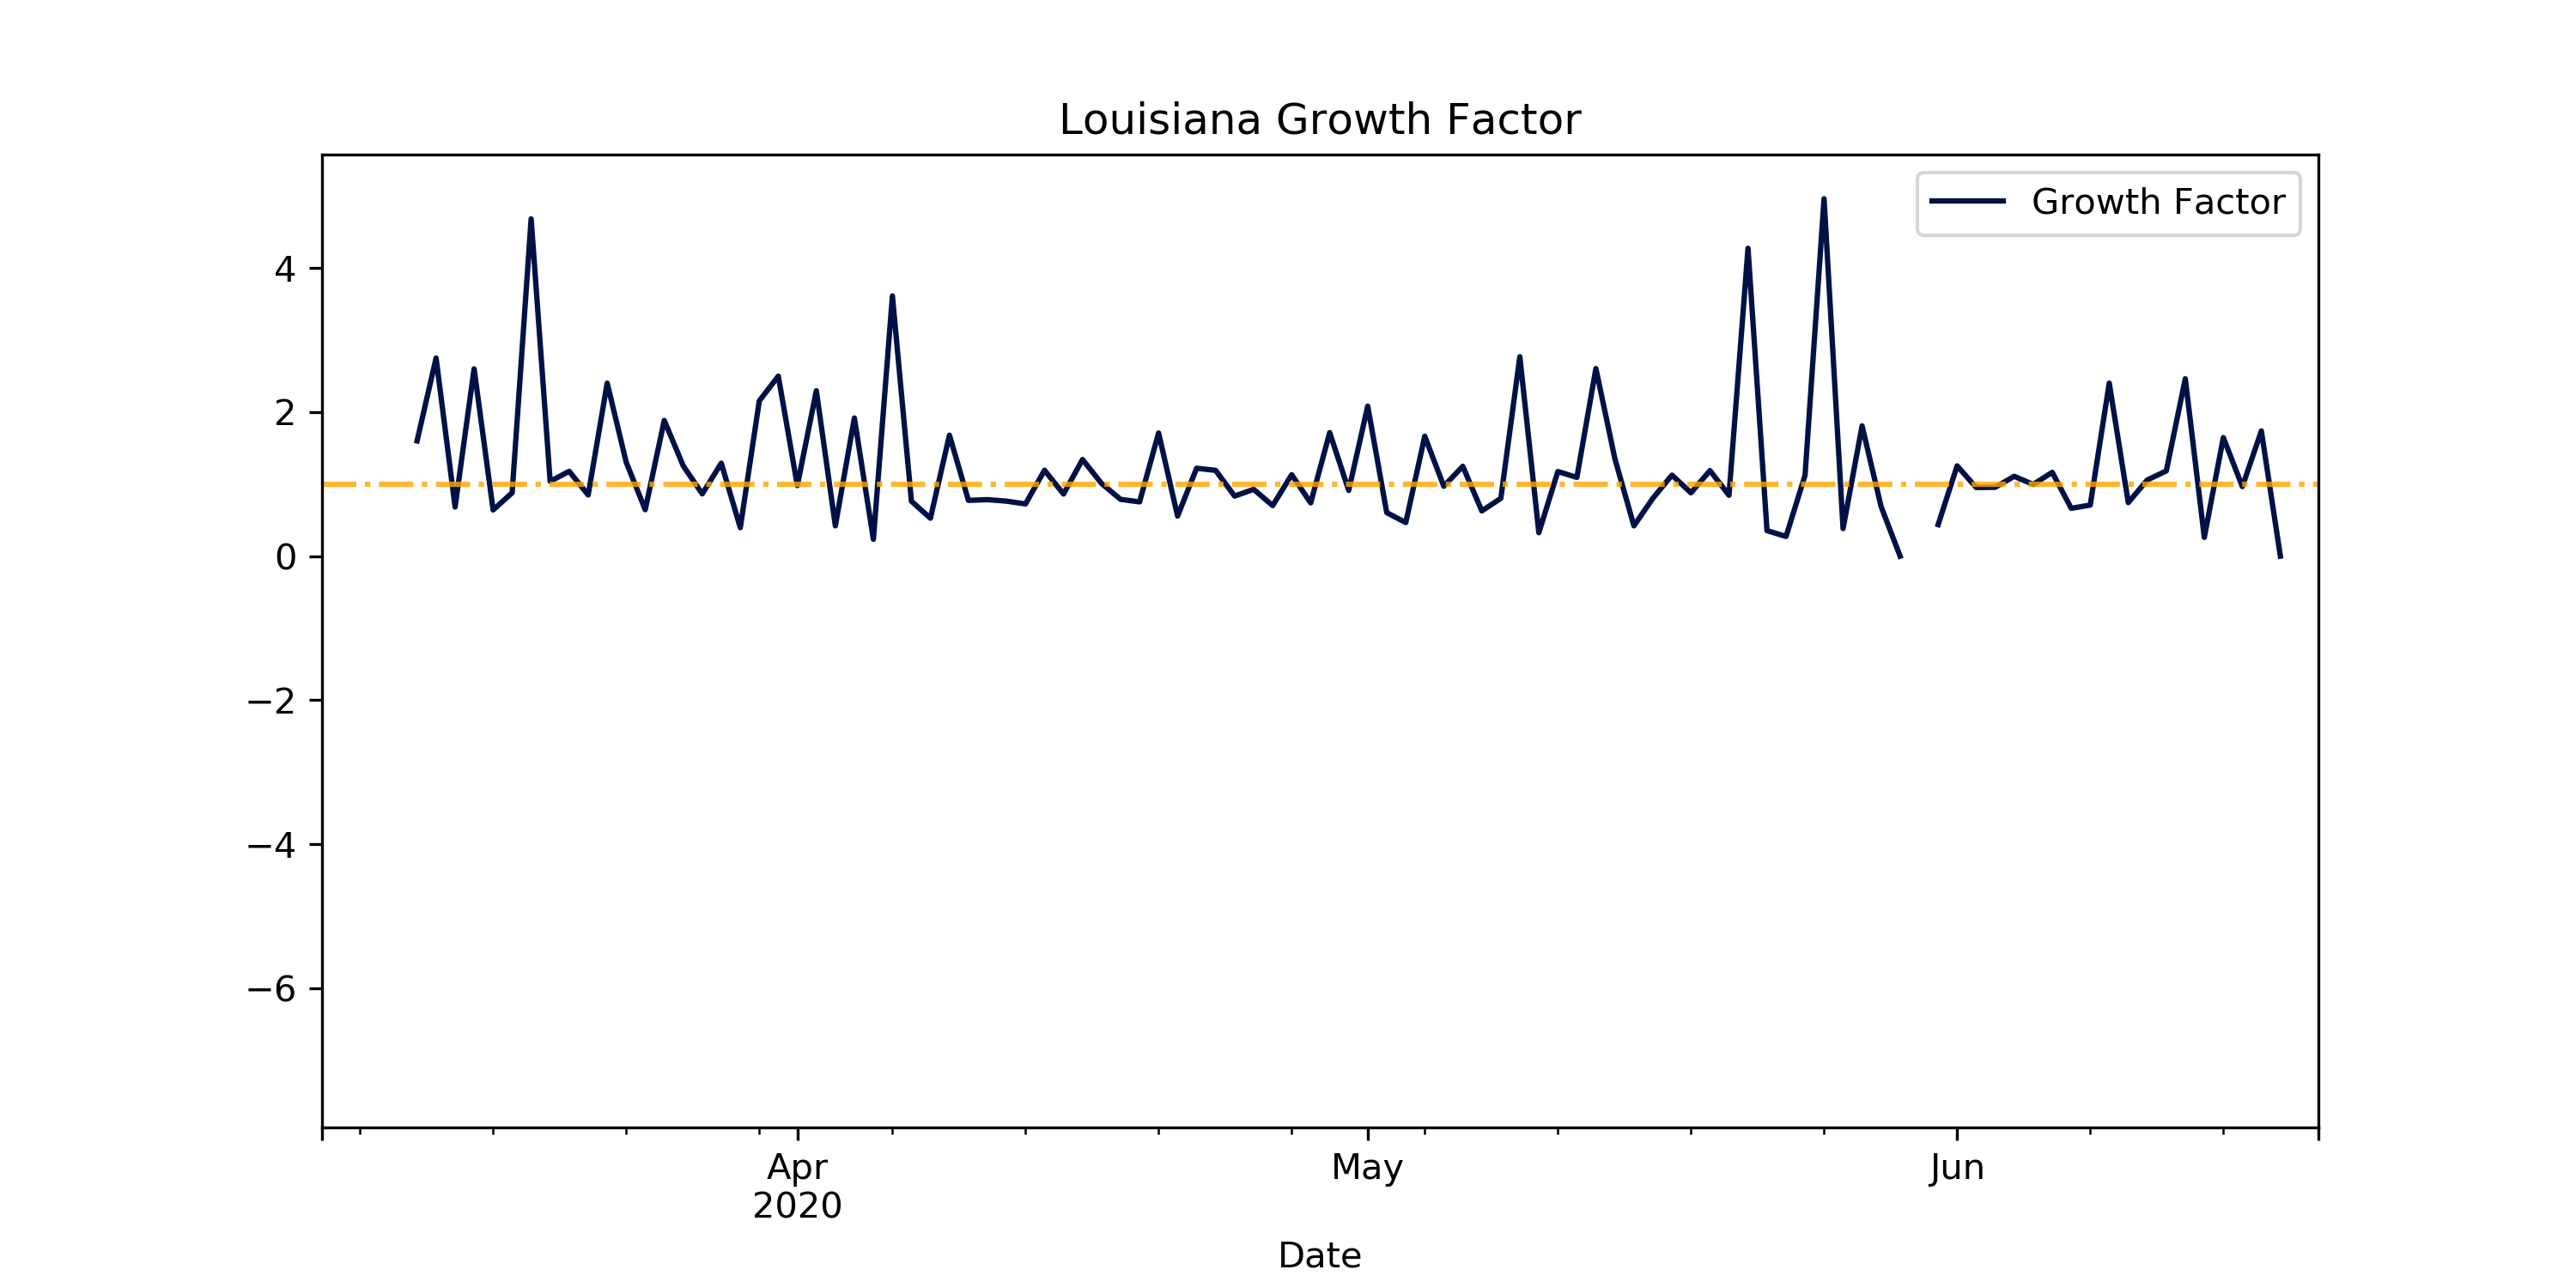 Louisiana Growth Factor
Growth Factor
4
2
0
−2
−4
−6
Apr
2020
May
Jun
Date